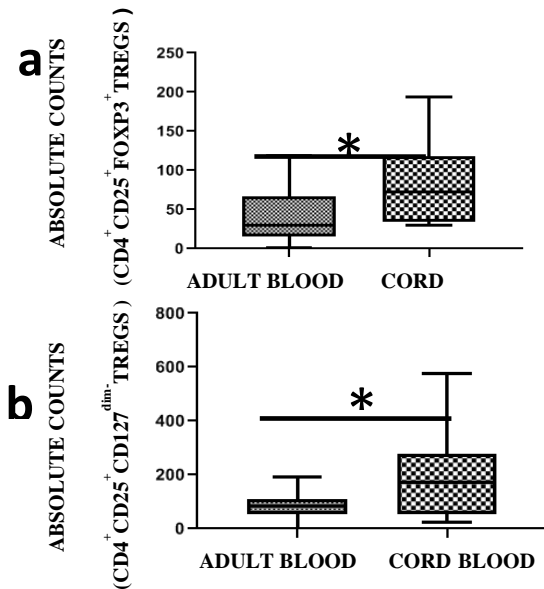 a
ABSOLUTE COUNTS
(CD4+ CD25+ FOXP3+ TREGS)
250
200
150
100
50
0
*
ADULT BLOOD CORD
b
ABSOLUTE COUNTS
(CD4+ CD25+ CD127dim- TREGS)
800
600
400
200
0
*
ADULT BLOOD CORD BLOOD